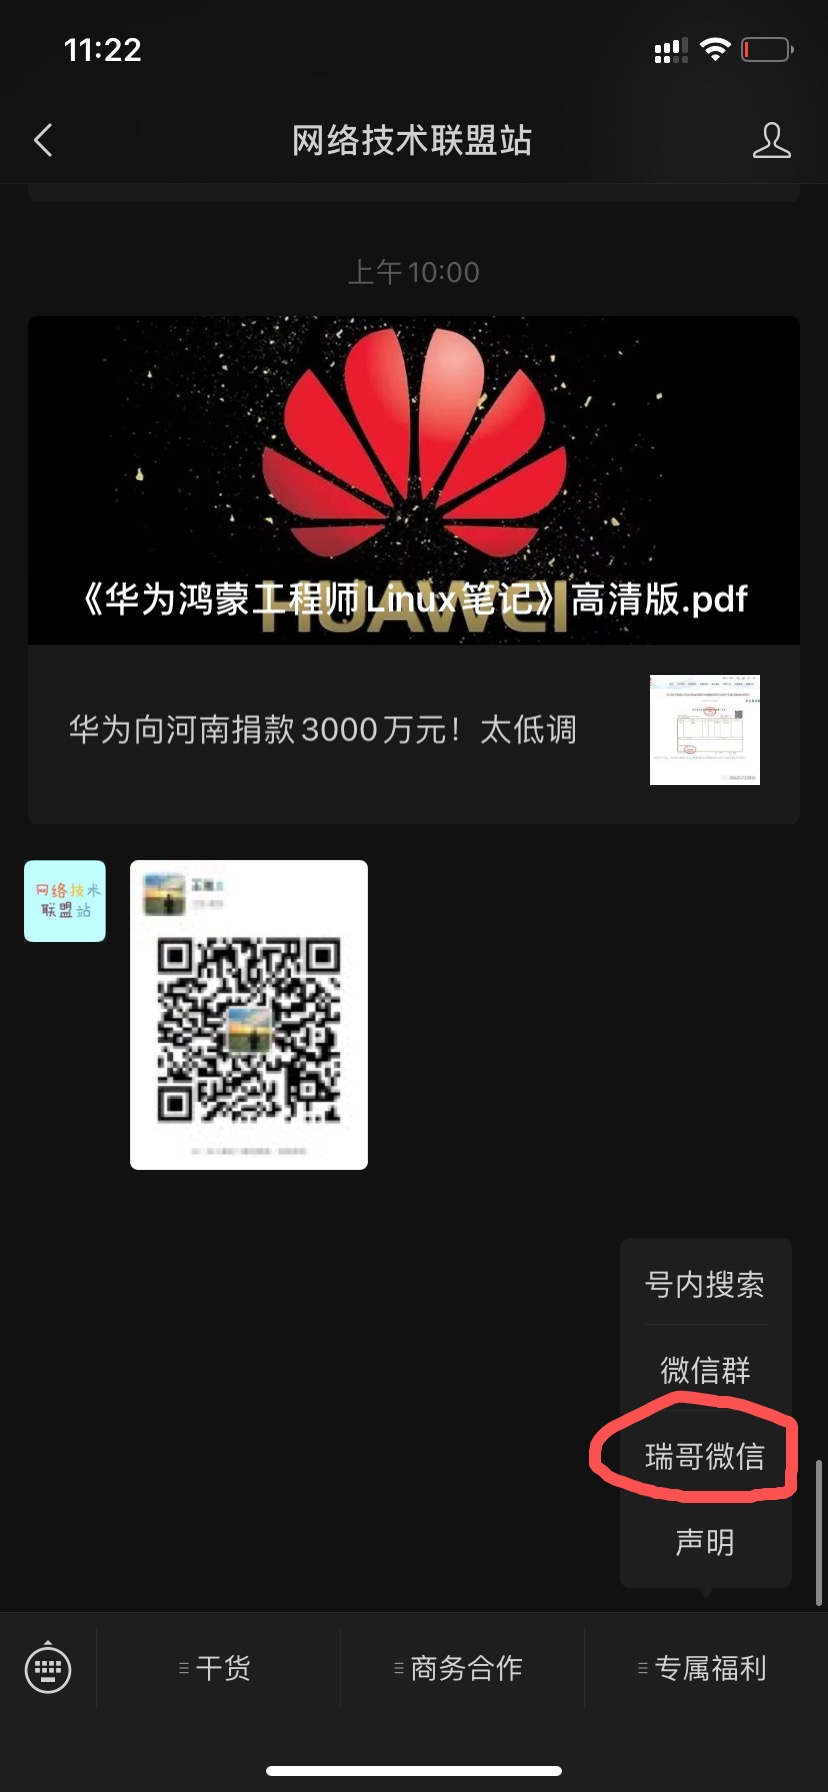 11:22
网络技术联盟站
上午10:00
HUAWEI
《华为鸿蒙工程师Linux笔记》高清版.pdf
华为向河南捐款3000万元！太低调
网络技术
联盟站
号内搜索
微信群
瑞哥微信
声明
干货
商务合作
专属福利